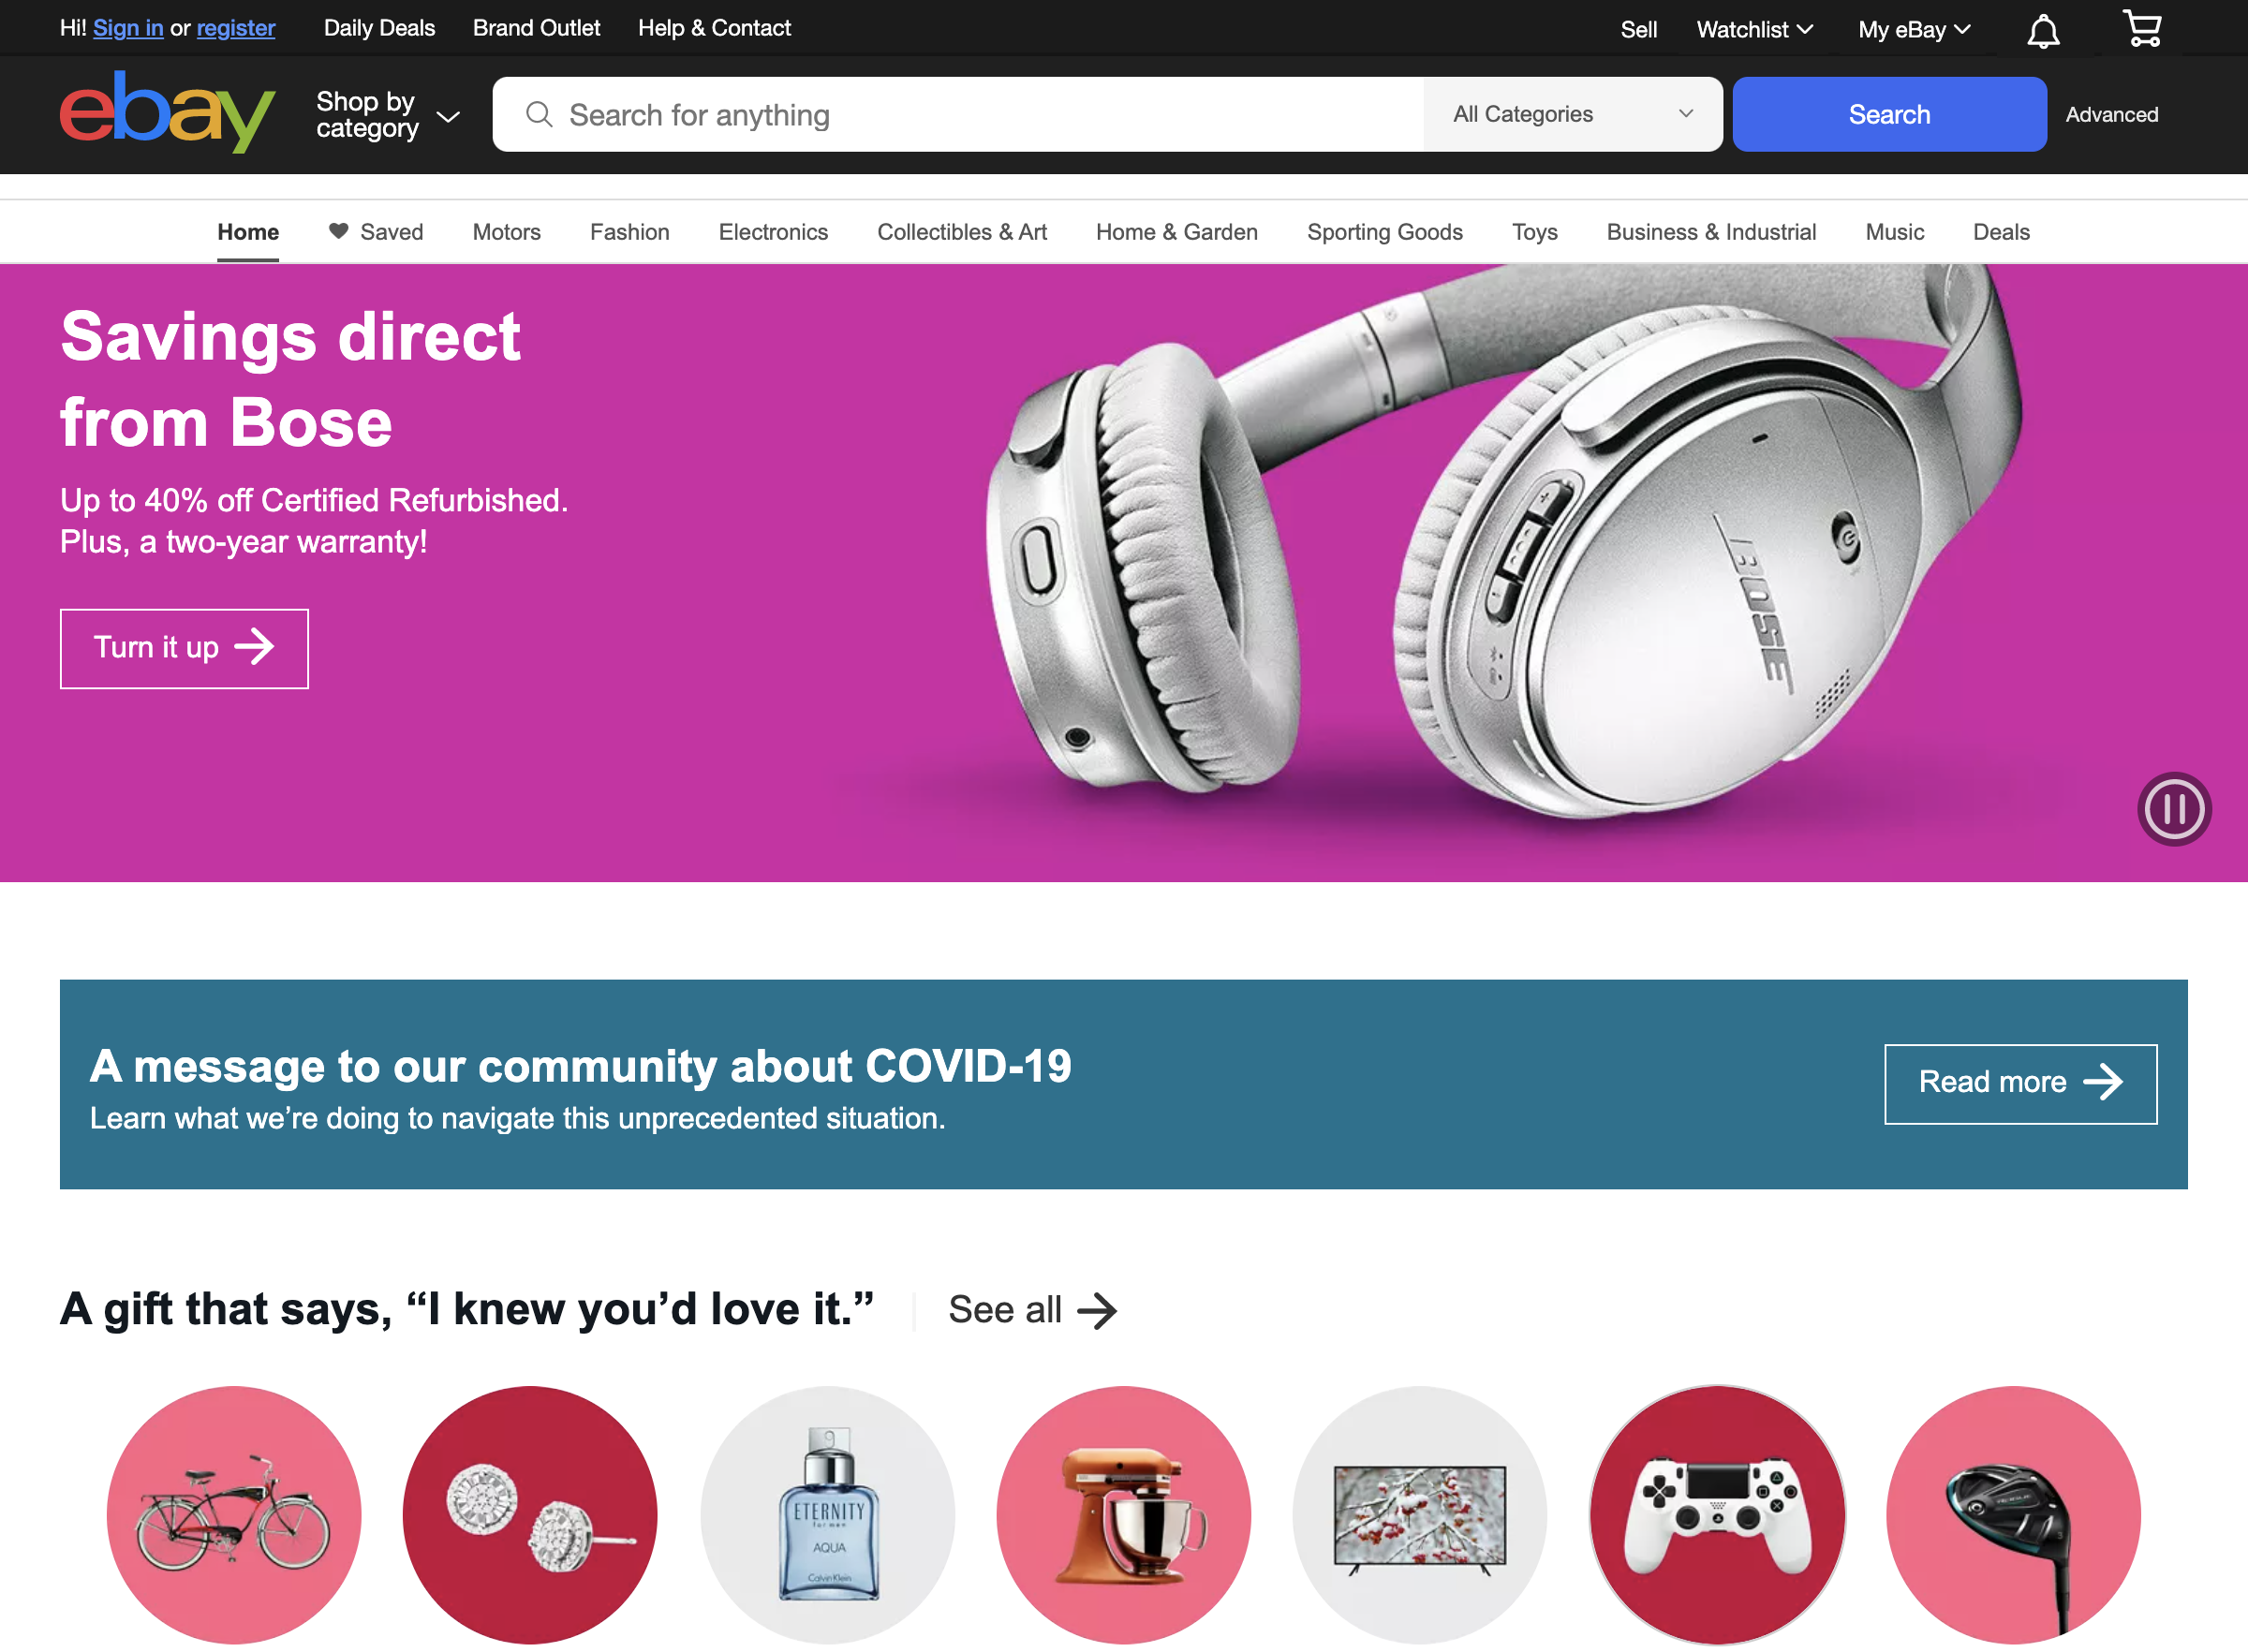 Hi! Sign in or register
Daily Deals
Brand Outlet
Help & Contact
Sell
Watchlist
My eBay
ebay
Shop by
category
Search for anything
All Categories
Search
Advanced
Home
Saved
Motors
Fashion
Electronics
Collectibles & Art
Home & Garden
Sporting Goods
Toys
Business & Industrial
Music
Deals
Savings direct
from Bose
Up to 40% off Certified Refurbished.
Plus, a two-year warranty!
Turn it up
BOSE
A message to our community about COVID-19
Learn what we’re doing to navigate this unprecedented situation.
Read more
A gift that says, “I knew you’d love it.”
See all
ETERNITY
for men
AQUA
Calvin Klein